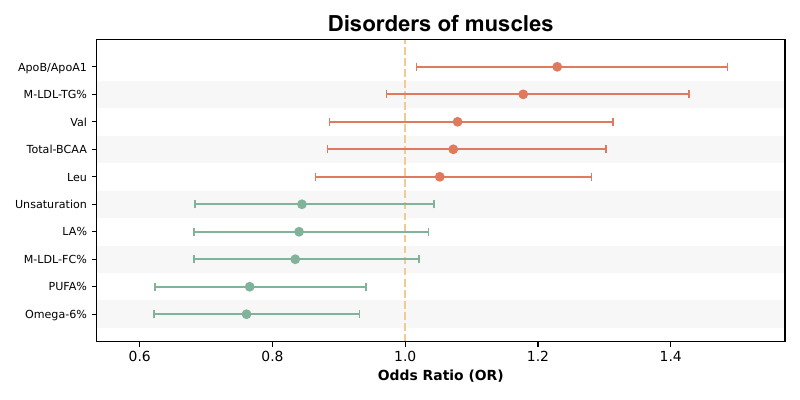 Disorders of muscles
ApoB/ApoA1
M-LDL-TG%
Val
Total-BCAA
Leu
Unsaturation
LA%
M-LDL-FC%
PUFA%
Omega-6%
0.6 0.8 1.0 1.2 1.4
Odds Ratio (OR)